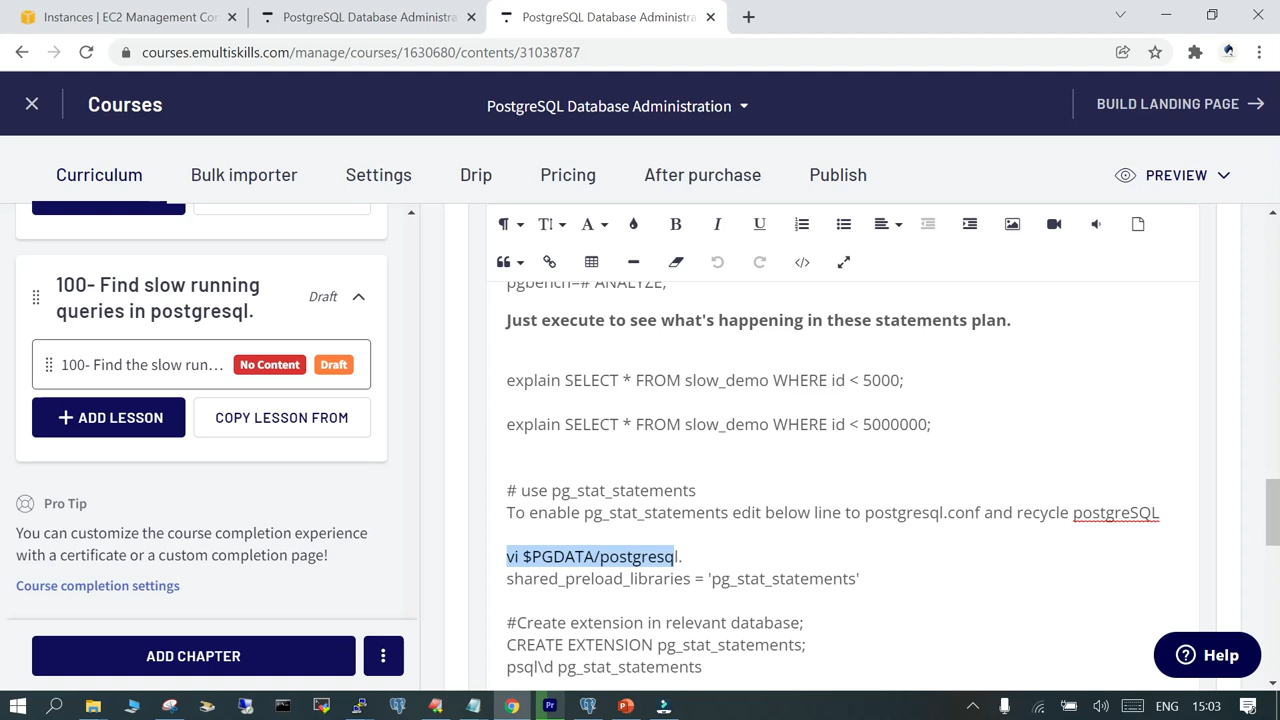 Instances | EC2 Management Con
PostgreSQL Database Administra
PostgreSQL Database Administra
courses.emultiskills.com/manage/courses/1630680/contents/31038787
Courses
PostgreSQL Database Administration
BUILD LANDING PAGE
Curriculum
Bulk importer
Settings
Drip
Pricing
After purchase
Publish
PREVIEW
100- Find slow running
queries in postgresql.
Draft
100- Find the slow run...
No Content
Draft
ADD LESSON
COPY LESSON FROM
Pro Tip
You can customize the course completion experience
with a certificate or a custom completion page!
Course completion settings
ADD CHAPTER
pgbench=# ANALYZE;
Just execute to see what's happening in these statements plan.
explain SELECT * FROM slow_demo WHERE id < 5000;
explain SELECT * FROM slow_demo WHERE id < 5000000;
# use pg_stat_statements
To enable pg_stat_statements edit below line to postgresql.conf and recycle postgreSQL
vi $PGDATA/postgresql.
shared_preload_libraries = 'pg_stat_statements'
#Create extension in relevant database;
CREATE EXTENSION pg_stat_statements;
psql\d pg_stat_statements
Help
ENG
15:03